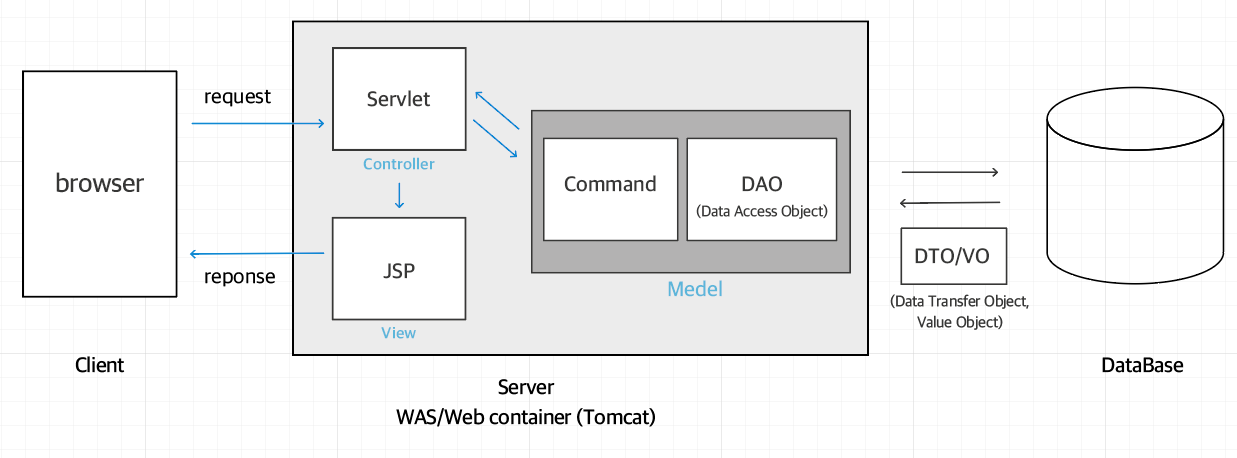 browser
Client
request
reponse
Servlet
Controller
JSP
View
Command
DAO
(Data Access Object)
Medel
Server
WAS/Web container (Tomcat)
DTO/VO
(Data Transfer Object,
Value Object)
DataBase